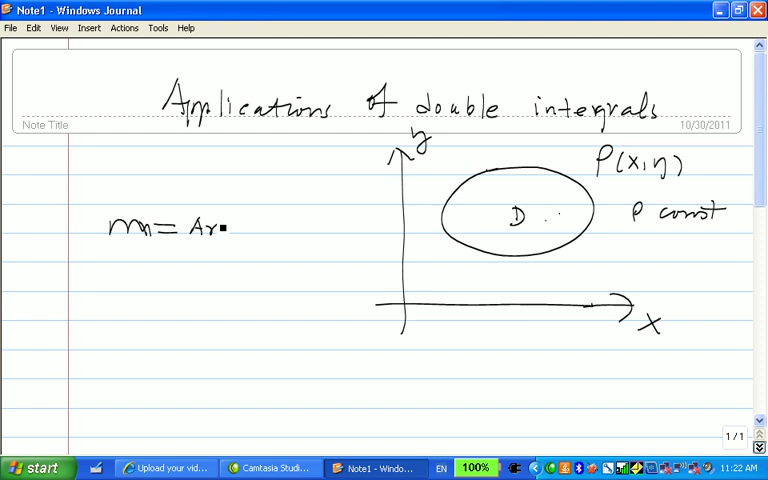 Note1 - Windows Journal
File Edit View Insert Actions Tools Help
Applications of double integrals
Note Title
10/30/2011
y
ρ(x,y)
D
ρ const
m = Ar
x
1/1
start
Upload your vid...
Camtasia Studi...
Note1 - Windo...
EN
100%
11:22 AM